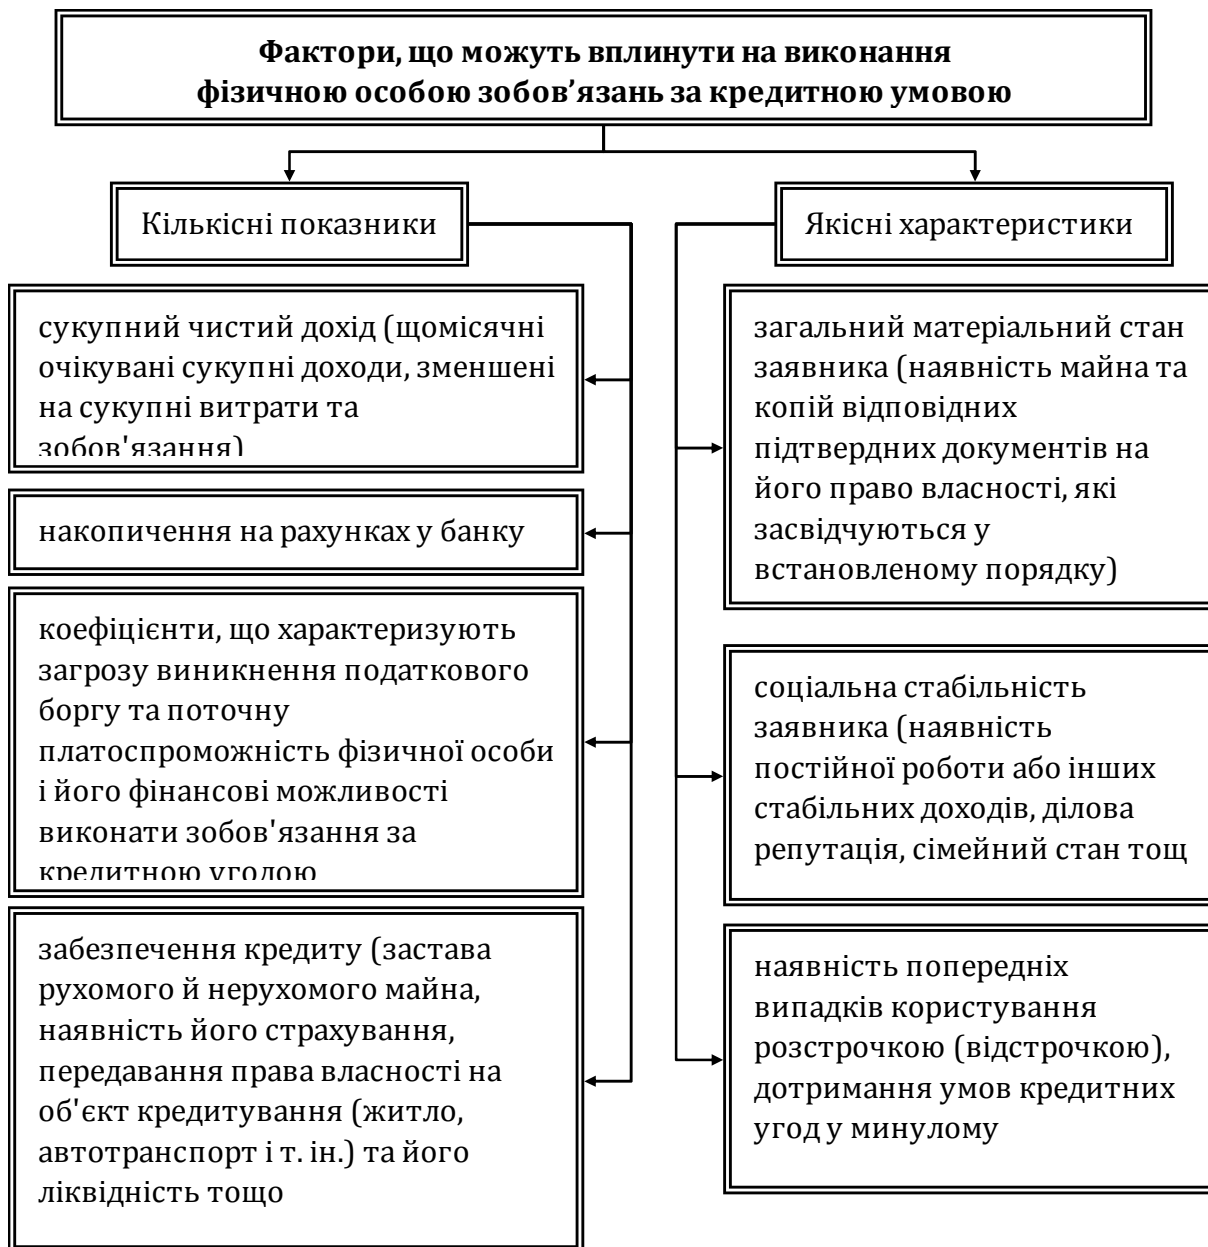 Фактори, що можуть вплинути на виконання
фізичною особою зобов’язань за кредитною умовою
Кількісні показники
сукупний чистий дохід (щомісячні
очікувані сукупні доходи, зменшені
на сукупні витрати та
зобов'язання)
накопичення на рахунках у банку
коефіцієнти, що характеризують
загрозу виникнення податкового
боргу та поточну
платоспроможність фізичної особи
і його фінансові можливості
виконати зобов'язання за
кредитною угодою
забезпечення кредиту (застава
рухомого й нерухомого майна,
наявність його страхування,
передавання права власності на
об'єкт кредитування (житло,
автотранспорт і т. ін.) та його
ліквідність тощо
Якісні характеристики
загальний матеріальний стан
заявника (наявність майна та
копій відповідних
підтвердних документів на
його право власності, які
засвідчуються у
встановленому порядку)
соціальна стабільність
заявника (наявність
постійної роботи або інших
стабільних доходів, ділова
репутація, сімейний стан тощ
наявність попередніх
випадків користування
розстрочкою (відстрочкою),
дотримання умов кредитних
угод у минулому